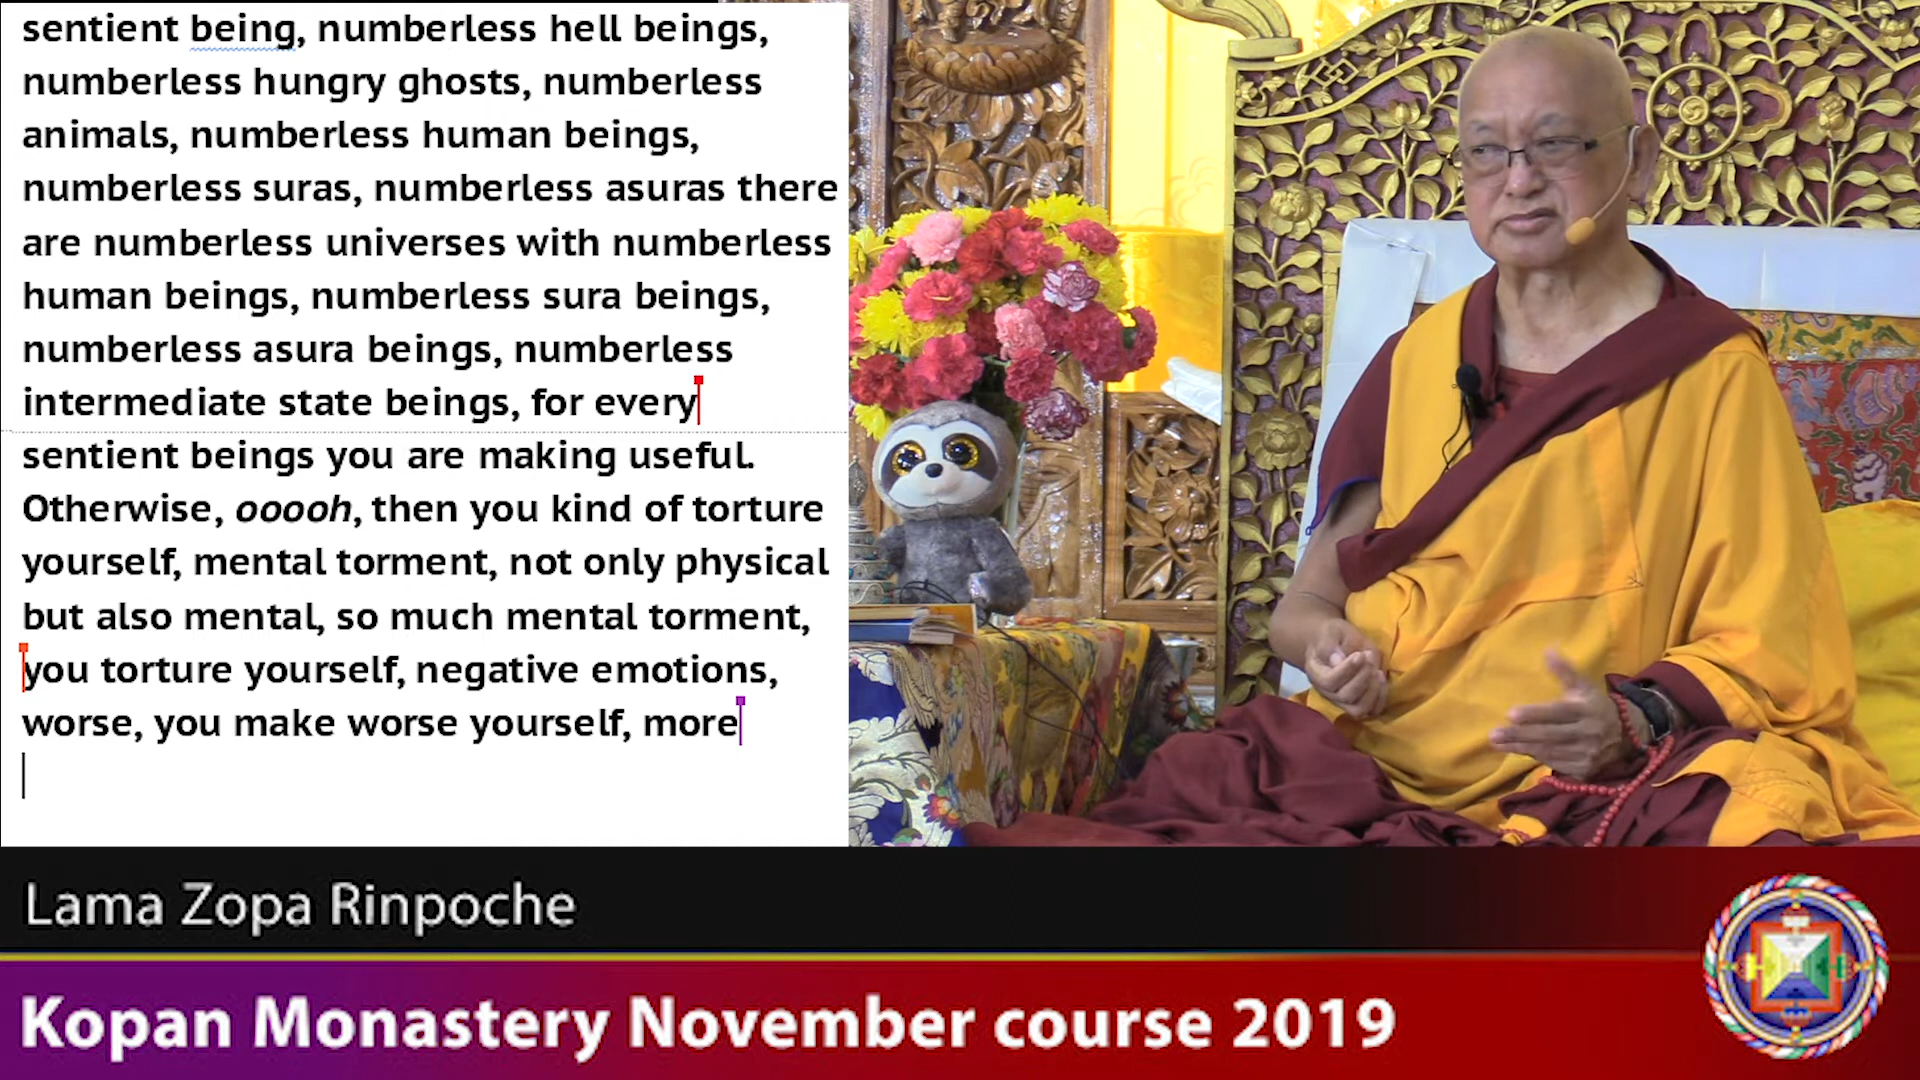 sentient being, numberless hell beings,
numberless hungry ghosts, numberless
animals, numberless human beings,
numberless suras, numberless asuras there
are numberless universes with numberless
human beings, numberless sura beings,
numberless asura beings, numberless
intermediate state beings, for every
sentient beings you are making useful.
Otherwise, ooooh, then you kind of torture
yourself, mental torment, not only physical
but also mental, so much mental torment,
you torture yourself, negative emotions,
worse, you make worse yourself, more
Lama Zopa Rinpoche
Kopan Monastery November course 2019